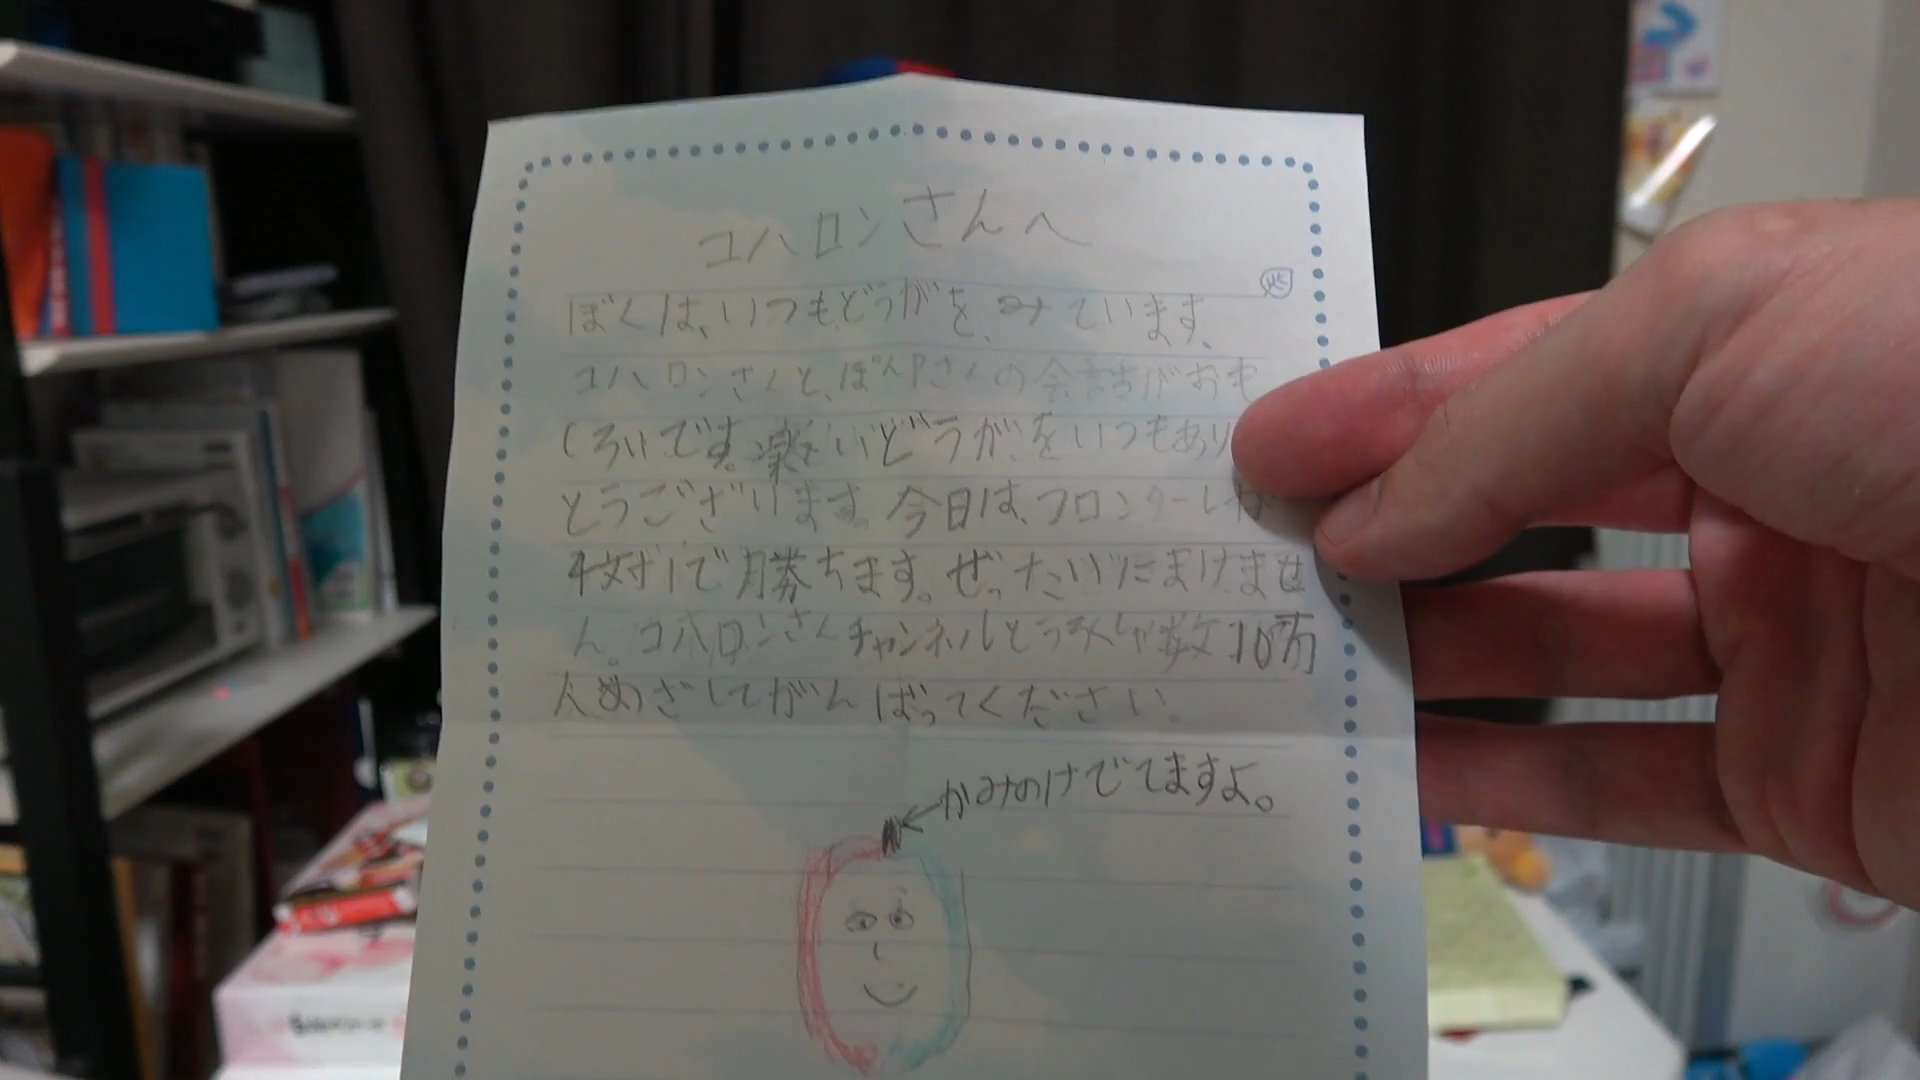 コハロンさんへ
ぼくは、いつもどうがを、みています。
コハロンさんと、ぽんPさんの会話がおも
しろいです。楽しいどうがをいつもあり
とうございます。今日は、フロンターレが
4対1で勝ちます。ぜったいにまけませ
ん。コハロンさんチャンネルとうろく者数10万
人めざしてがんばってください。
かみのけでてますよ。